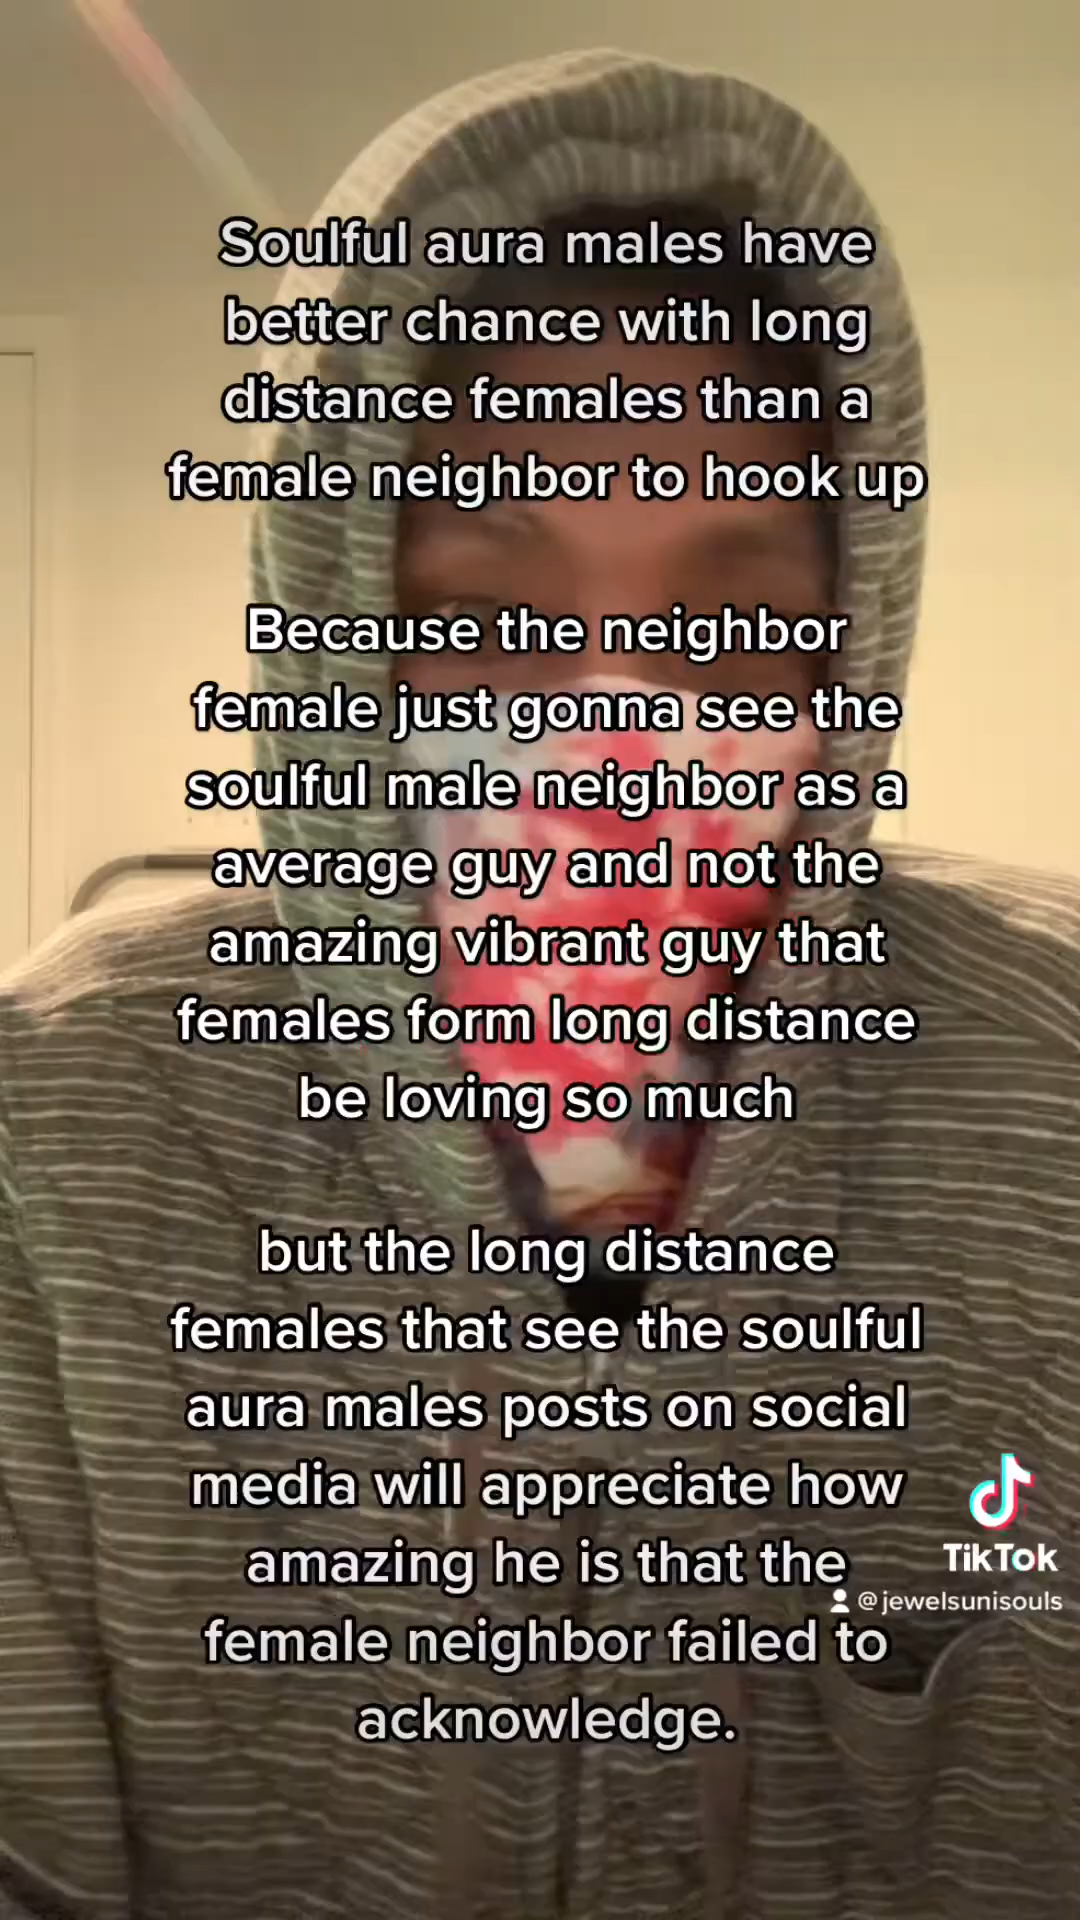 Soulful aura males have
better chance with long
distance females than a
female neighbor to hook up
Because the neighbor
female just gonna see the
soulful male neighbor as a
average guy and not the
amazing vibrant guy that
females form long distance
be loving so much
but the long distance
females that see the soulful
aura males posts on social
media will appreciate how
amazing he is that the
female neighbor failed to
acknowledge.
TikTok
@jewelsunisouls